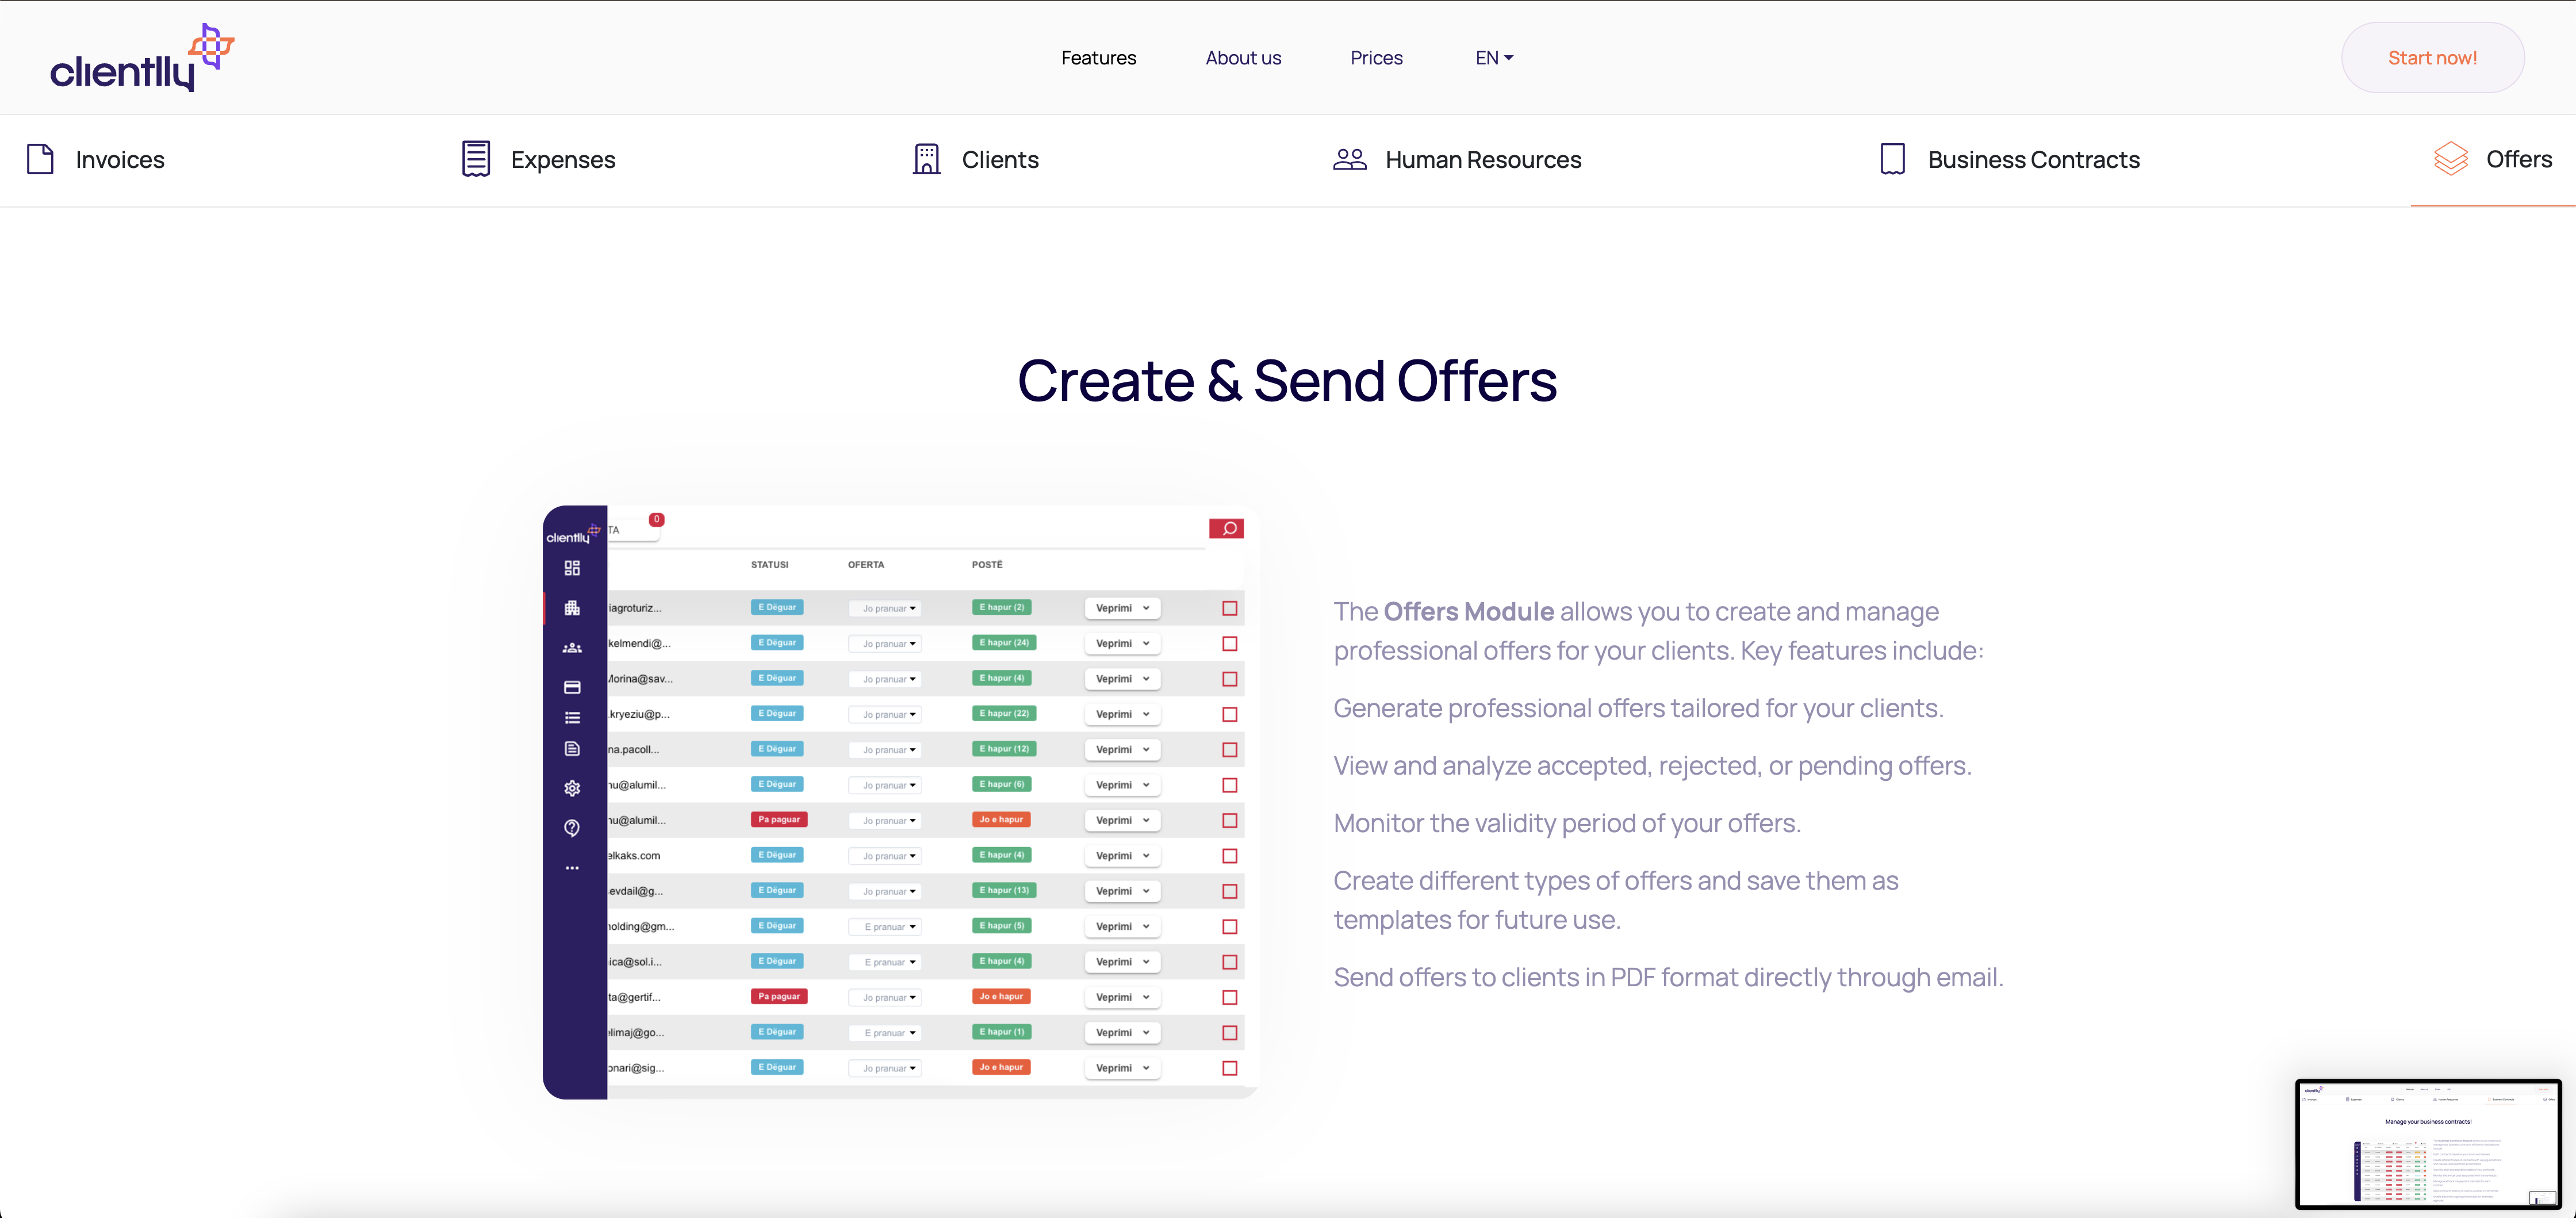 clientlly
Features About us Prices EN
Start now!
Invoices Expenses Clients Human Resources Business Contracts Offers
Create & Send Offers
clientlly
TA 0
STATUSI OFERTA POSTË
iagroturiz... E Dëguar Jo pranuar E hapur (2) Veprimi
kelmendi@... E Dëguar Jo pranuar E hapur (24) Veprimi
Morina@sav... E Dëguar Jo pranuar E hapur (4) Veprimi
.kryeziu@p... E Dëguar Jo pranuar E hapur (22) Veprimi
na.pacoll... E Dëguar Jo pranuar E hapur (12) Veprimi
nu@alumil... E Dëguar Jo pranuar E hapur (6) Veprimi
nu@alumil... Pa paguar Jo pranuar Jo e hapur Veprimi
elkaks.com E Dëguar Jo pranuar E hapur (4) Veprimi
evdail@g... E Dëguar Jo pranuar E hapur (13) Veprimi
holding@gm... E Dëguar E pranuar E hapur (5) Veprimi
ica@sol.i... E Dëguar E pranuar E hapur (4) Veprimi
ta@gertif... Pa paguar Jo pranuar Jo e hapur Veprimi
elimaj@go... E Dëguar E pranuar E hapur (1) Veprimi
onari@sig... E Dëguar Jo pranuar Jo e hapur Veprimi
The Offers Module allows you to create and manage
professional offers for your clients. Key features include:
Generate professional offers tailored for your clients.
View and analyze accepted, rejected, or pending offers.
Monitor the validity period of your offers.
Create different types of offers and save them as
templates for future use.
Send offers to clients in PDF format directly through email.
clientlly
Manage your business contracts!